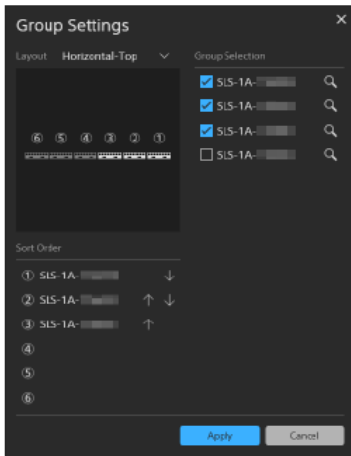 Group Settings
Layout Horizontal-Top
Group Selection
SLS-1A-
SLS-1A-
SLS-1A-
SLS-1A-
⑥ ⑤ ④ ③ ② ①
Sort Order
① SLS-1A-
② SLS-1A-
③ SLS-1A-
④
⑤
⑥
Apply Cancel